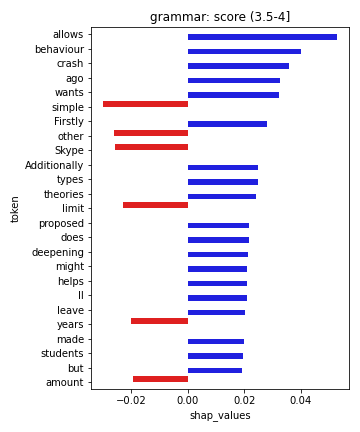 grammar: score (3.5-4]
allows
behaviour
crash
ago
wants
simple
Firstly
other
Skype
Additionally
types
theories
limit
proposed
does
deepening
might
helps
ll
leave
years
made
students
but
amount
token
−0.02 0.00 0.02 0.04
shap_values